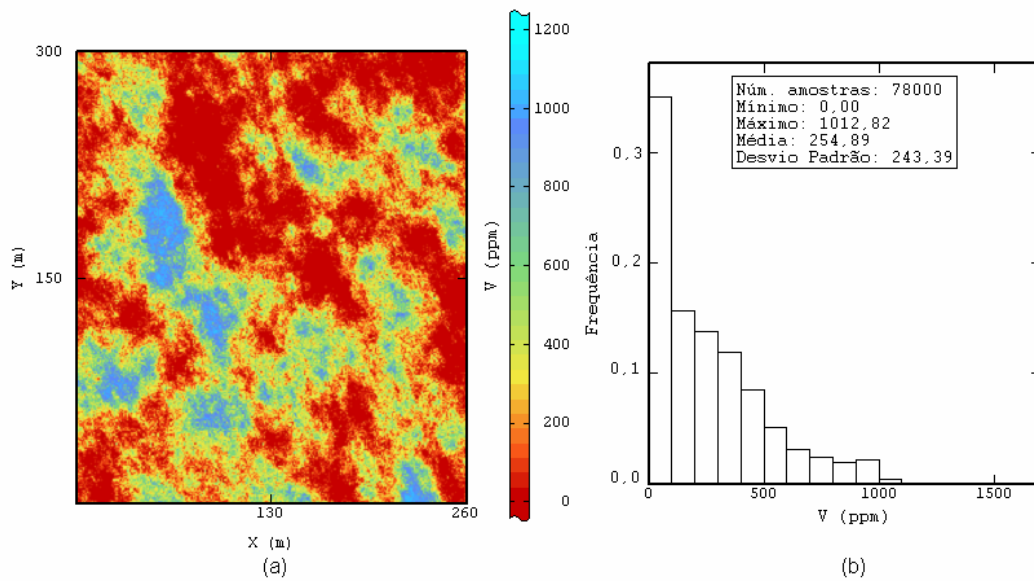 300
150
Y (m)
130
260
X (m)
(a)
1200
1000
800
600
400
200
0
V (ppm)
Núm. amostras: 78000
Mínimo: 0,00
Máximo: 1012,82
Média: 254,89
Desvio Padrão: 243,39
0,3
0,2
0,1
0,0
Frequência
0
500
1000
1500
V (ppm)
(b)